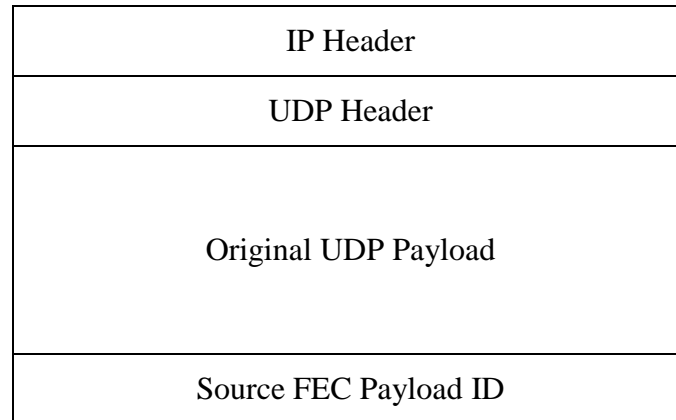 IP Header
UDP Header
Original UDP Payload
Source FEC Payload ID